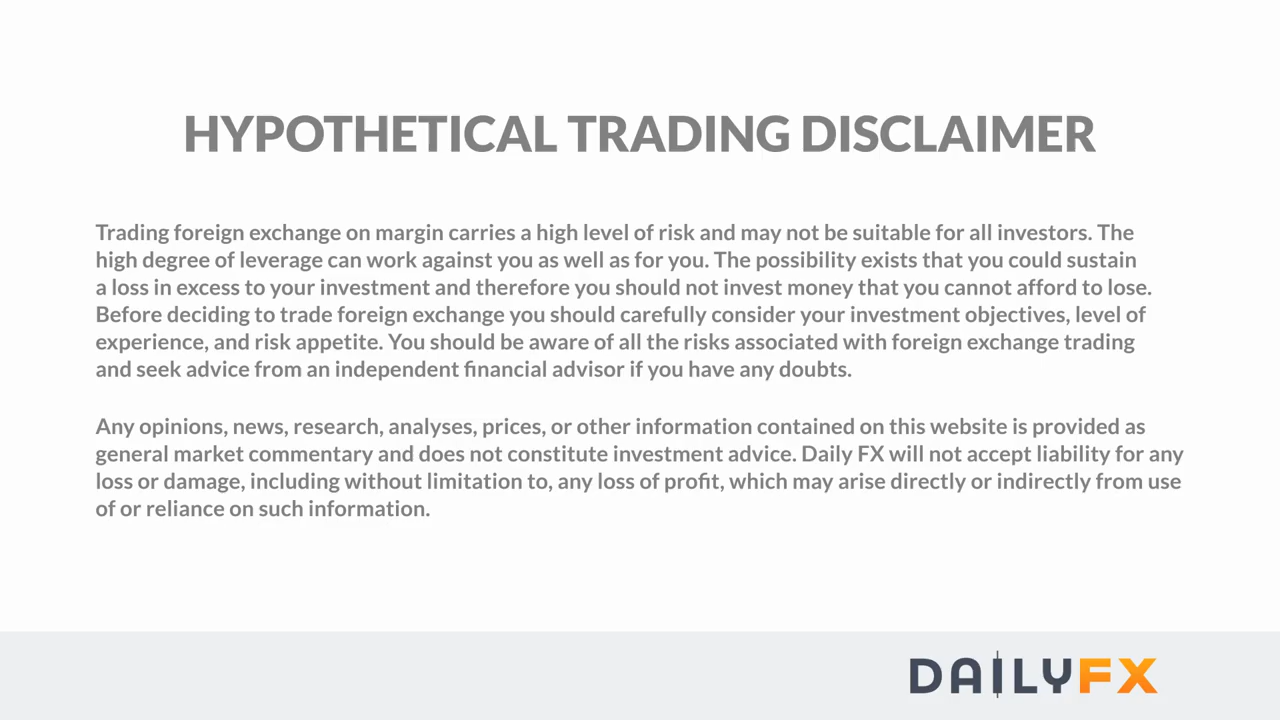 HYPOTHETICAL TRADING DISCLAIMER
Trading foreign exchange on margin carries a high level of risk and may not be suitable for all investors. The
high degree of leverage can work against you as well as for you. The possibility exists that you could sustain
a loss in excess to your investment and therefore you should not invest money that you cannot afford to lose.
Before deciding to trade foreign exchange you should carefully consider your investment objectives, level of
experience, and risk appetite. You should be aware of all the risks associated with foreign exchange trading
and seek advice from an independent financial advisor if you have any doubts.
Any opinions, news, research, analyses, prices, or other information contained on this website is provided as
general market commentary and does not constitute investment advice. Daily FX will not accept liability for any
loss or damage, including without limitation to, any loss of profit, which may arise directly or indirectly from use
of or reliance on such information.
DAILYFX